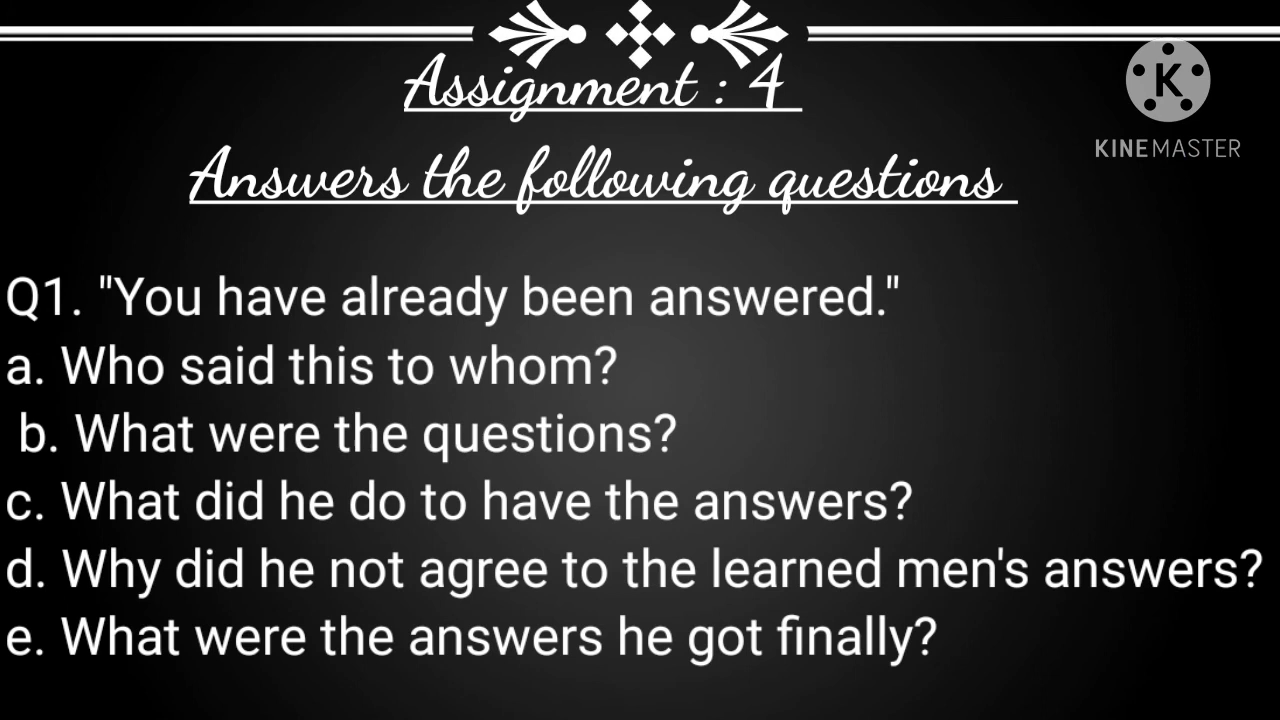 Assignment : 4
K
KINEMASTER
Answers the following questions
Q1. "You have already been answered."
a. Who said this to whom?
b. What were the questions?
c. What did he do to have the answers?
d. Why did he not agree to the learned men's answers?
e. What were the answers he got finally?